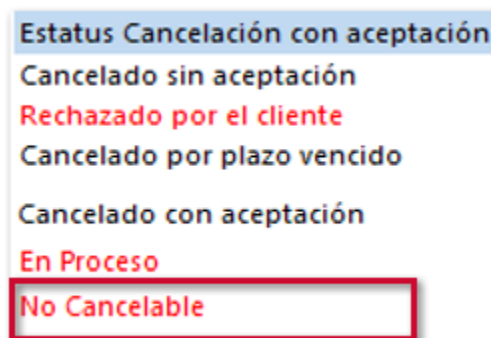 Estatus Cancelación con aceptación
Cancelado sin aceptación
Rechazado por el cliente
Cancelado por plazo vencido
Cancelado con aceptación
En Proceso
No Cancelable